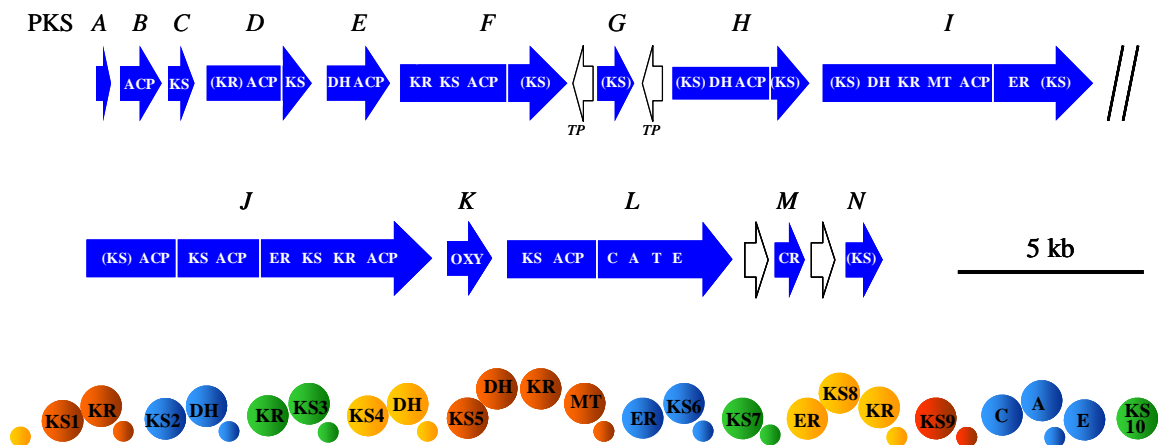 PKS A B C D E F G H I
ACP KS (KR) ACP KS DH ACP KR KS ACP (KS) (KS) (KS) DH ACP (KS) (KS) DH KR MT ACP ER (KS)
TP TP
J K L M N
(KS) ACP KS ACP ER KS KR ACP OXY KS ACP C A T E CR (KS)
5 kb
KS1 KR KS2 DH KR KS3 KS4 DH KS5 DH KR MT ER KS6 KS7 ER KS8 KR KS9 C A E KS
10